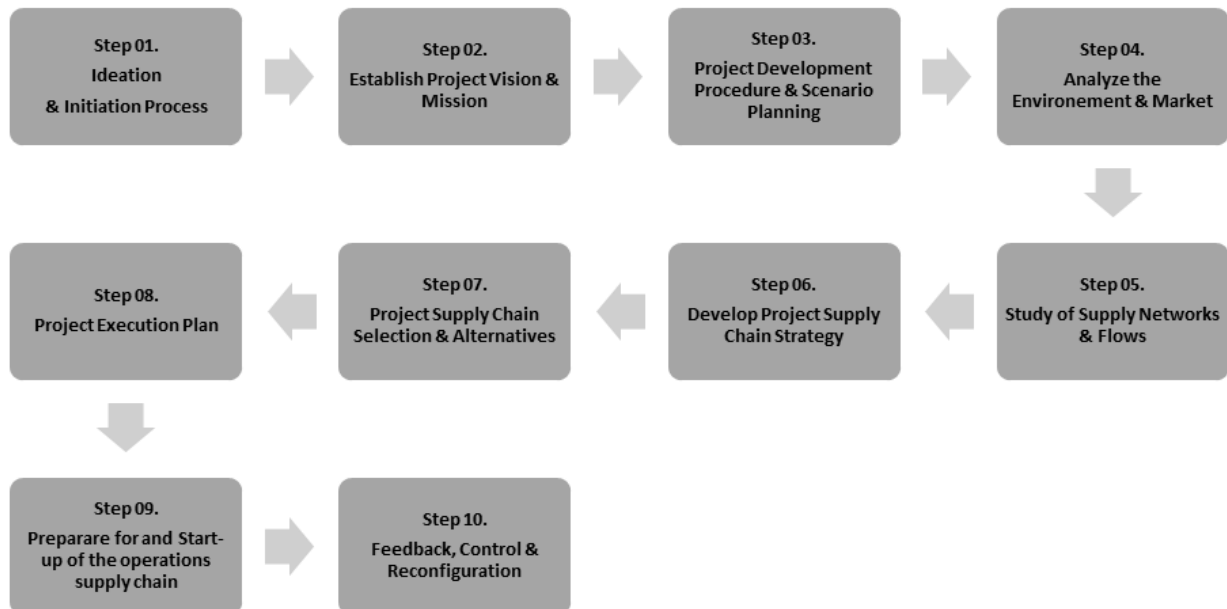 Step 01.
Ideation
& Initiation Process
Step 02.
Establish Project Vision &
Mission
Step 03.
Project Development
Procedure & Scenario
Planning
Step 04.
Analyze the
Environement & Market
Step 05.
Study of Supply Networks
& Flows
Step 06.
Develop Project Supply
Chain Strategy
Step 07.
Project Supply Chain
Selection & Alternatives
Step 08.
Project Execution Plan
Step 09.
Preparare for and Start-
up of the operations
supply chain
Step 10.
Feedback, Control &
Reconfiguration